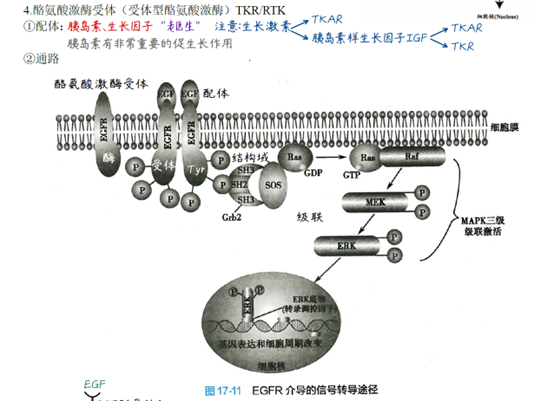 细胞核(Nucleus)
4.酪氨酸激酶受体（受体型酪氨酸激酶）TKR/RTK
①配体：胰岛素、生长因子 “老胰生” 注意：生长激素 TKAR
胰岛素样生长因子IGF TKAR
TKR
胰岛素有非常重要的促生长作用
②通路
酪氨酸激酶受体
EGF EGF 配体
EGFR EGFR EGFR
细胞膜
酶 受体 Tyr
P P P P P P
结构域
SH3
SH2
SH3
SOS
Grb2
Ras
GDP
Ras
GTP
Raf
级联
MEK
P
P
ERK
P
P
MAPK三级
级联激活
P P
ERK
ERK底物
(转录调控因子)
基因表达和细胞周期改变
细胞核
图 17-11 EGFR 介导的信号转导途径
EGF